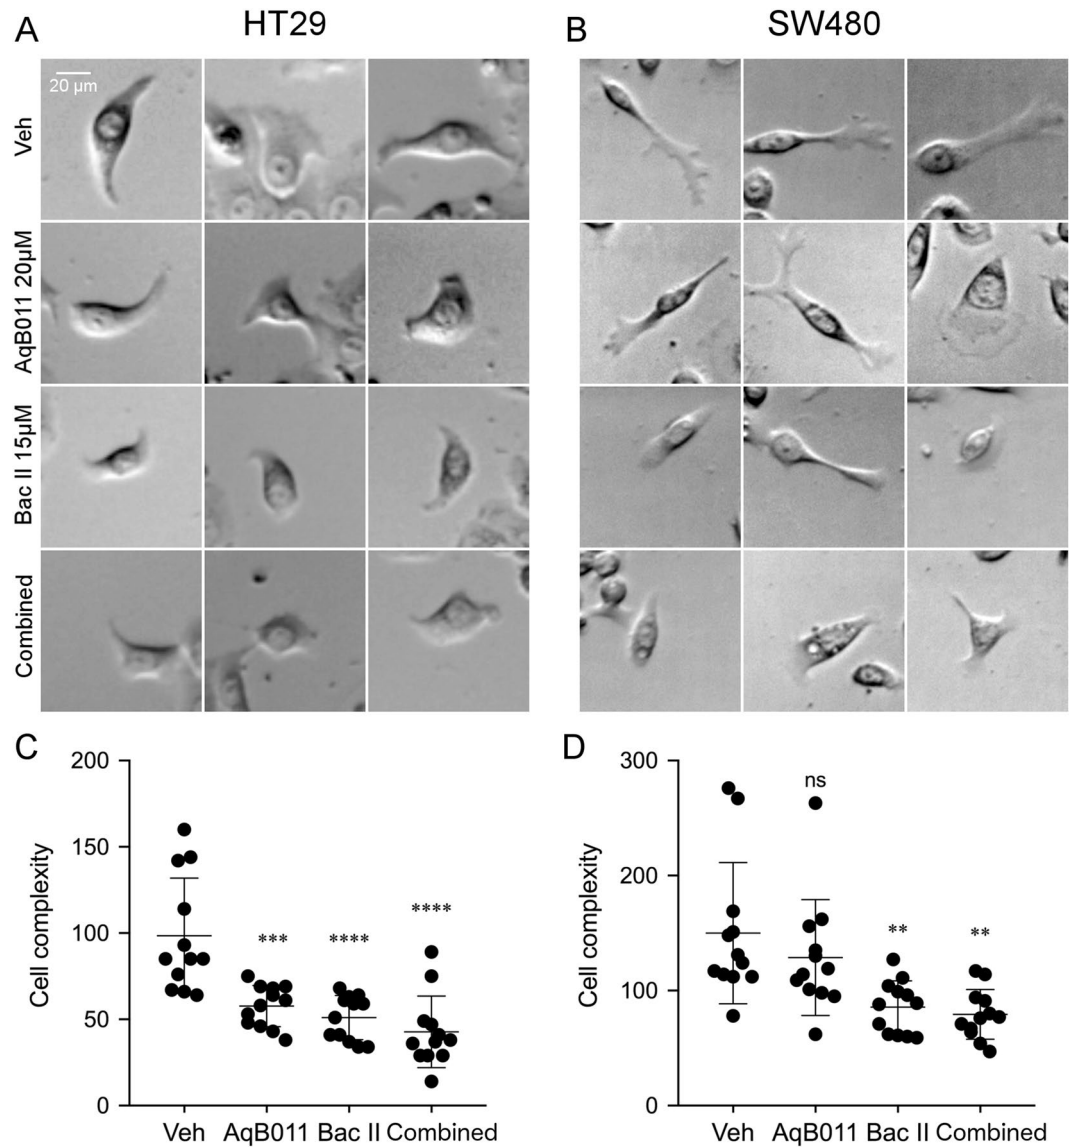 A HT29
20 µm
Veh
AqB011 20µM
Bac II 15µM
Combined
B SW480
C
Cell complexity
200
150
100
50
0
***
****
****
Veh AqB011 Bac II Combined
D
Cell complexity
300
200
100
0
ns
**
**
Veh AqB011 Bac II Combined